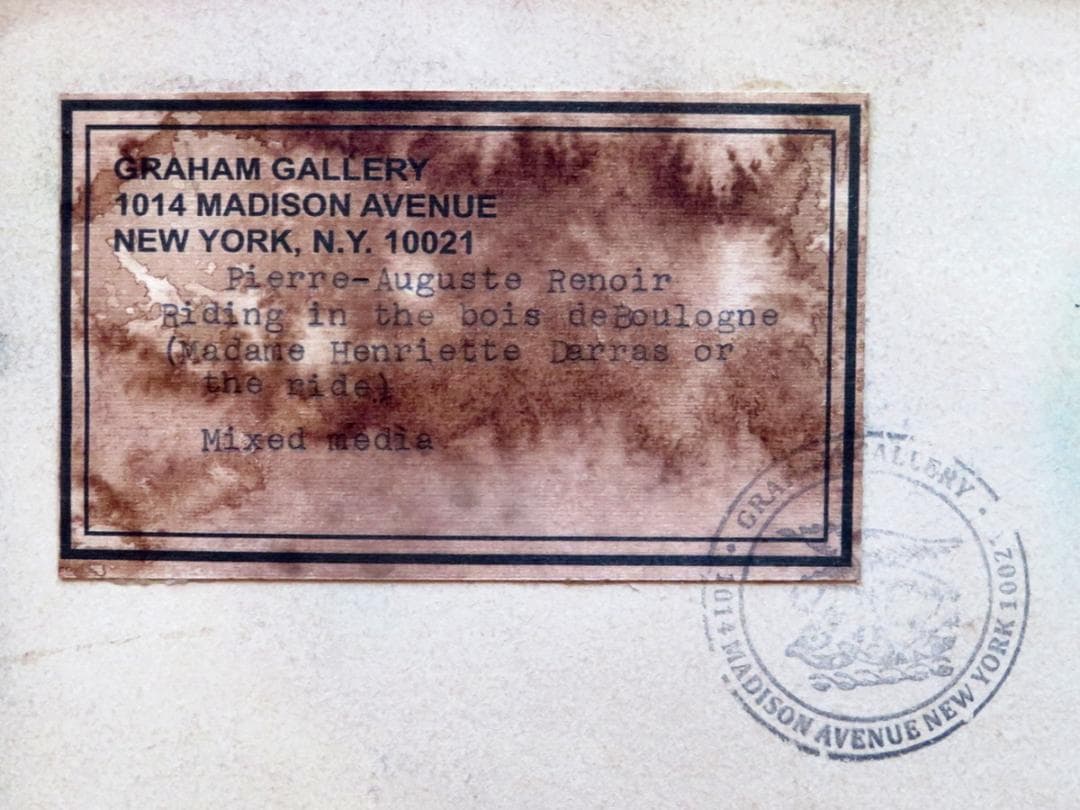 GRAHAM GALLERY
1014 MADISON AVENUE
NEW YORK, N.Y. 10021
Pierre-Auguste Renoir
Riding in the bois deBoulogne
(Madame Henriette Darras or
the ride)
Mixed media
GRAHAM GALLERY
1014 MADISON AVENUE NEW YORK 1002